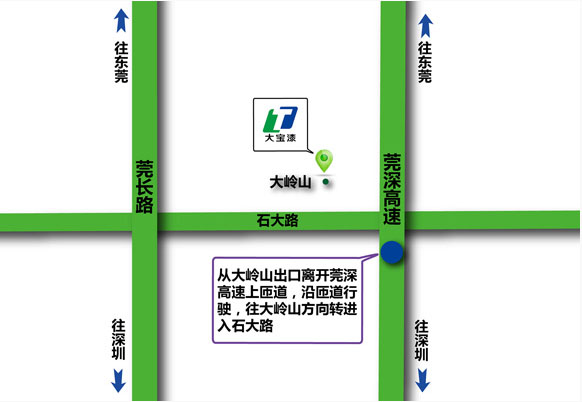 往东莞
往东莞
大宝漆
大岭山
莞长路
莞深高速
石大路
从大岭山出口离开莞深
高速上匝道，沿匝道行
驶，往大岭山方向转进
入石大路
往深圳
往深圳